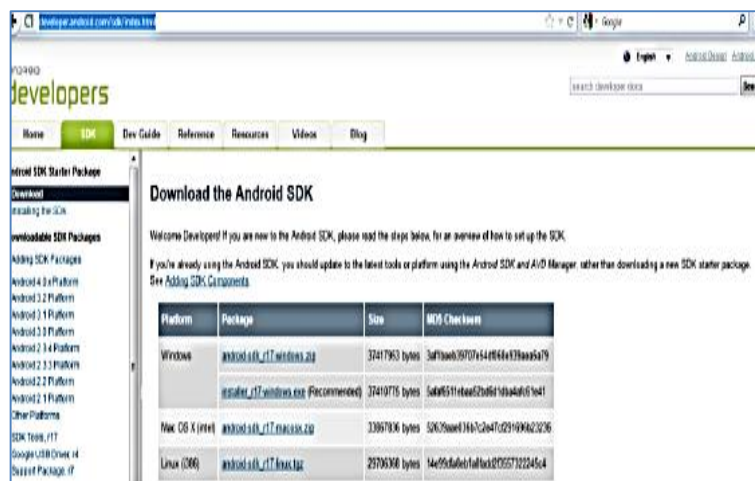 developer.android.com/sdk/index.html
Google
English
Android Design
Android
developers
search developer docs
Home SDK Dev Guide Reference Resources Videos Blog
Android SDK Starter Package
Download
Installing the SDK
Downloadable SDK Packages
Adding SDK Packages
Android 4.0.x Platform
Android 3.2 Platform
Android 3.1 Platform
Android 3.0 Platform
Android 2.3.4 Platform
Android 2.3.3 Platform
Android 2.2 Platform
Android 2.1 Platform
Other Platforms
SDK Tools, r17
Google USB Driver, r4
Support Package, r7
Download the Android SDK
Welcome Developers! If you are new to the Android SDK, please read the steps below, for an overview of how to set up the SDK.
If you're already using the Android SDK, you should update to the latest tools or platform using the Android SDK and AVD Manager, rather than downloading a new SDK starter package.
See Adding SDK Components
Platform Package Size MD5 Checksum
Windows android-sdk_r17-windows.zip 37417953 bytes
installer_r17-windows.exe (Recommended) 37410775 bytes
Mac OS X (intel) android-sdk_r17-macosx.zip 33867836 bytes
Linux (i386) android-sdk_r17-linux.tgz 29706368 bytes